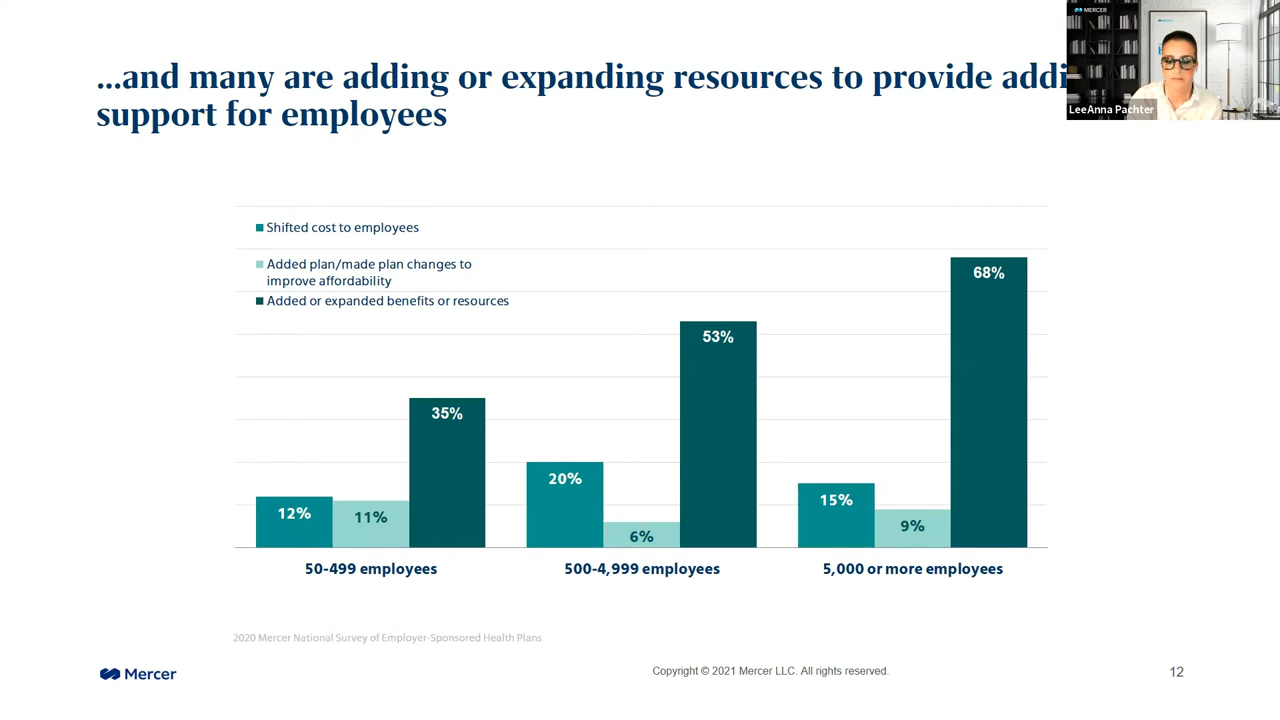 ...and many are adding or expanding resources to provide addi
support for employees
MERCER
LeeAnna Pachter
Shifted cost to employees
Added plan/made plan changes to
improve affordability
Added or expanded benefits or resources
68%
53%
35%
20%
15%
12%
11%
9%
6%
50-499 employees
500-4,999 employees
5,000 or more employees
2020 Mercer National Survey of Employer-Sponsored Health Plans
Mercer
Copyright © 2021 Mercer LLC. All rights reserved.
12